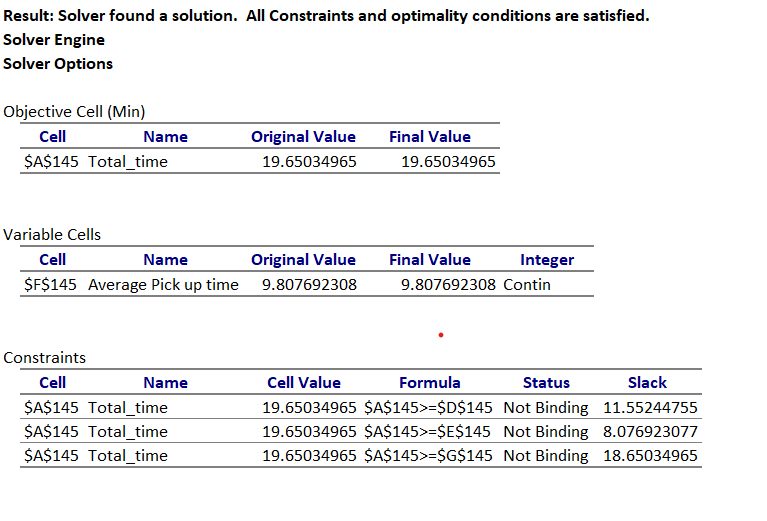 Result: Solver found a solution.  All Constraints and optimality conditions are satisfied.
Solver Engine
Solver Options
Objective Cell (Min)
Cell Name Original Value Final Value
$A$145 Total_time 19.65034965 19.65034965
Variable Cells
Cell Name Original Value Final Value Integer
$F$145 Average Pick up time 9.807692308 9.807692308 Contin
Constraints
Cell Name Cell Value Formula Status Slack
$A$145 Total_time 19.65034965 $A$145>=$D$145 Not Binding 11.55244755
$A$145 Total_time 19.65034965 $A$145>=$E$145 Not Binding 8.076923077
$A$145 Total_time 19.65034965 $A$145>=$G$145 Not Binding 18.65034965